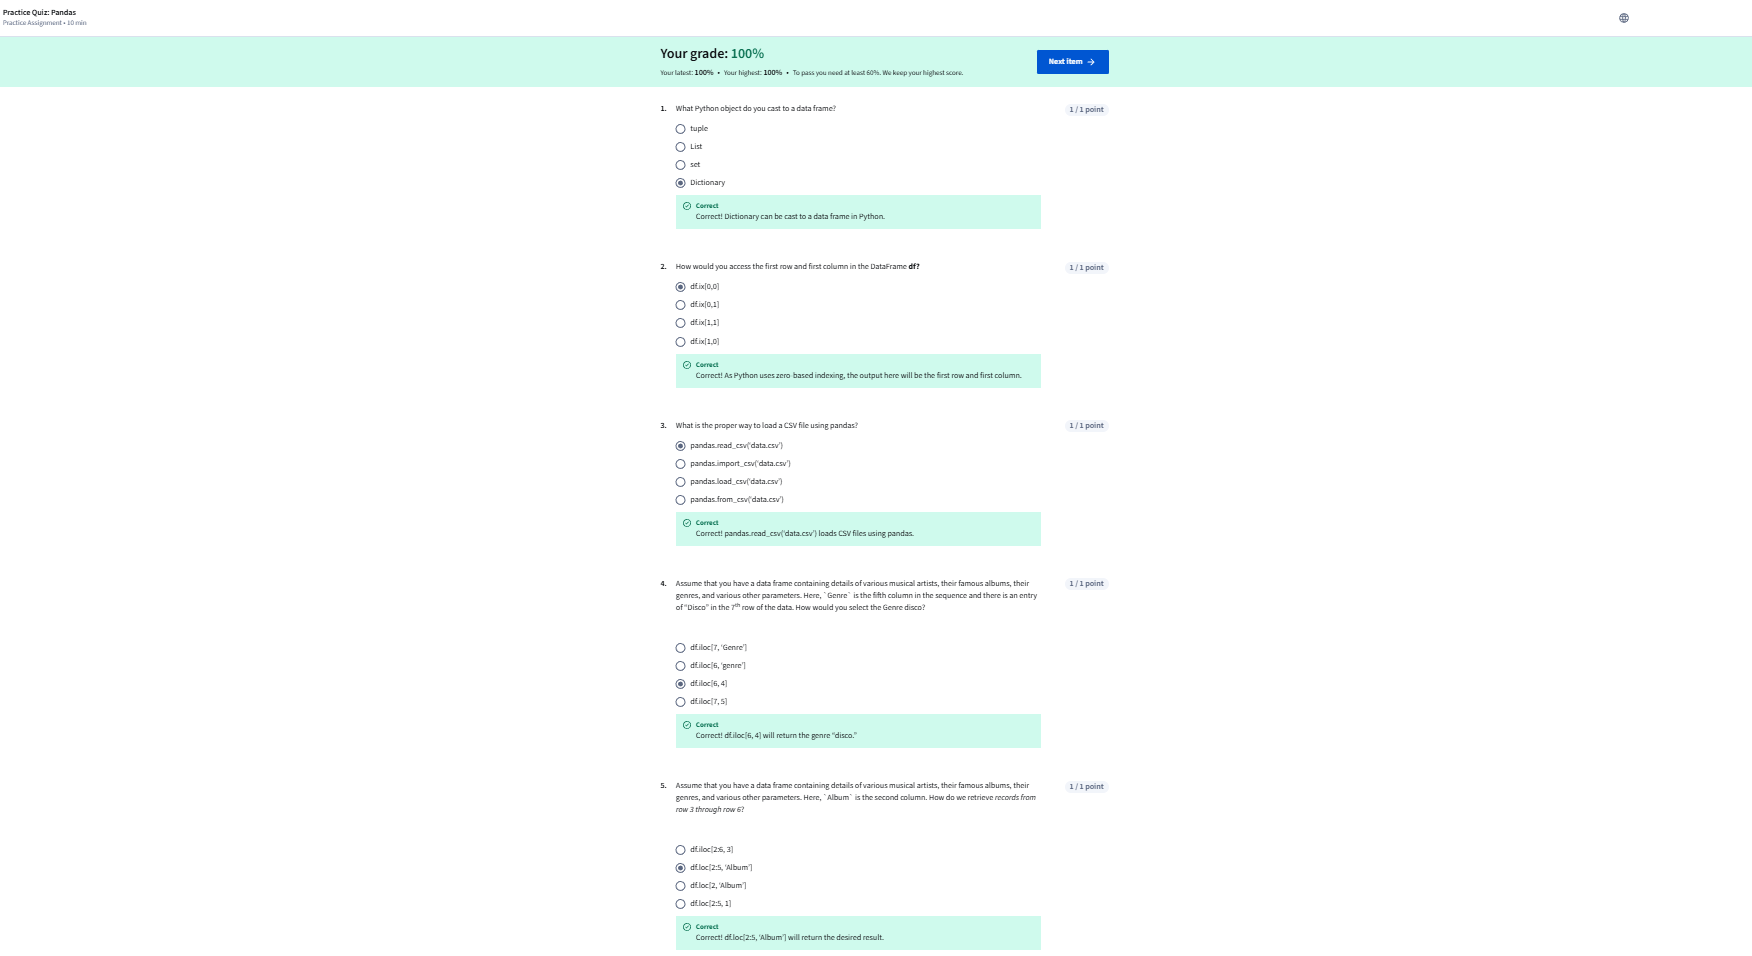 Practice Quiz: Pandas
Practice Assignment • 10 min
Your grade: 100%
Your latest: 100% • Your highest: 100% • To pass you need at least 60%. We keep your highest score.
Next item →
1. What Python object do you cast to a data frame?
1 / 1 point
tuple
List
set
Dictionary
Correct
Correct! Dictionary can be cast to a data frame in Python.
2. How would you access the first row and first column in the DataFrame df?
1 / 1 point
df.ix[0,0]
df.ix[0,1]
df.ix[1,1]
df.ix[1,0]
Correct
Correct! As Python uses zero-based indexing, the output here will be the first row and first column.
3. What is the proper way to load a CSV file using pandas?
1 / 1 point
pandas.read_csv(‘data.csv’)
pandas.import_csv(‘data.csv’)
pandas.load_csv(‘data.csv’)
pandas.from_csv(‘data.csv’)
Correct
Correct! pandas.read_csv(‘data.csv’) loads CSV files using pandas.
4. Assume that you have a data frame containing details of various musical artists, their famous albums, their
genres, and various other parameters. Here, `Genre` is the fifth column in the sequence and there is an entry
of “Disco” in the 7th row of the data. How would you select the Genre disco?
1 / 1 point
df.iloc[7, ‘Genre’]
df.iloc[6, ‘genre’]
df.iloc[6, 4]
df.iloc[7, 5]
Correct
Correct! df.iloc[6, 4] will return the genre “disco.”
5. Assume that you have a data frame containing details of various musical artists, their famous albums, their
genres, and various other parameters. Here, `Album` is the second column. How do we retrieve records from
row 3 through row 6?
1 / 1 point
df.iloc[2:6, 3]
df.loc[2:5, ‘Album’]
df.loc[2, ‘Album’]
df.loc[2:5, 1]
Correct
Correct! df.loc[2:5, ‘Album’] will return the desired result.